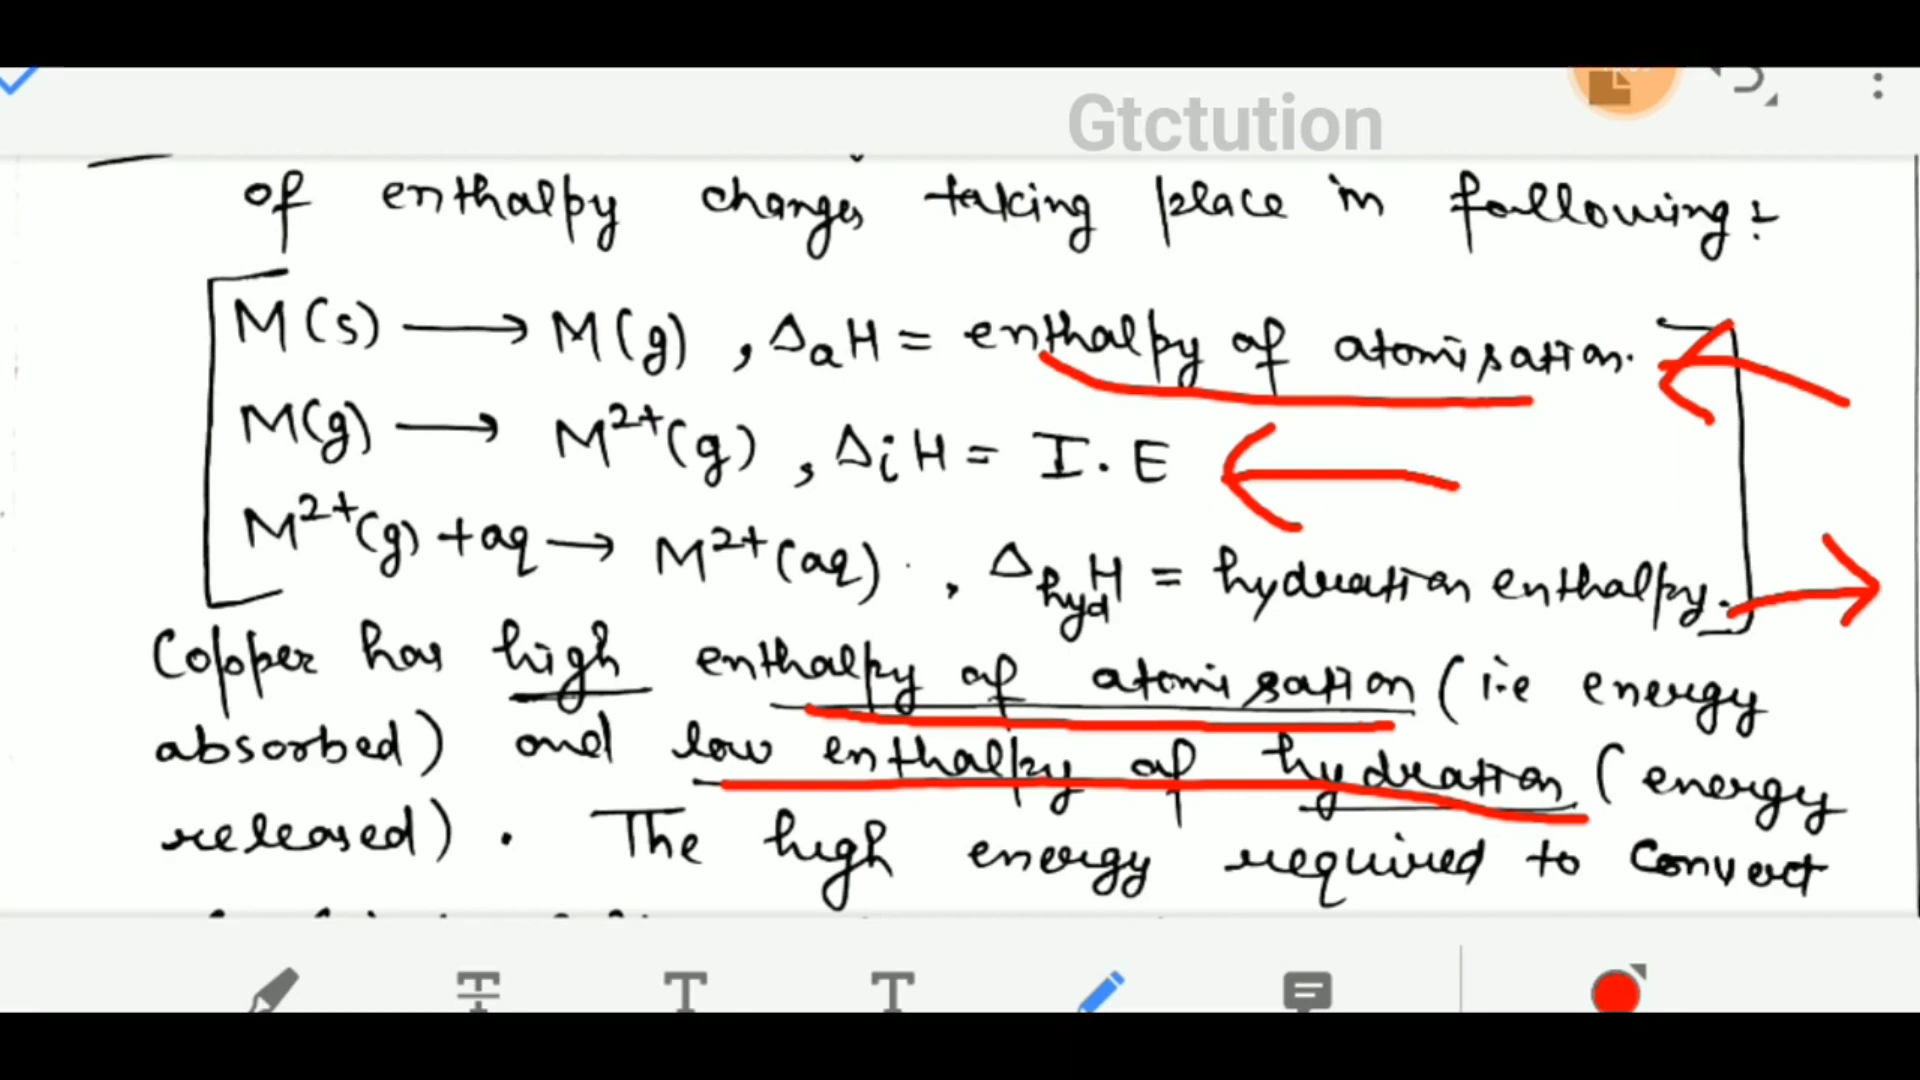 Gtctution
of enthalpy changes taking place in following:-
M(s) → M(g) , ΔaH = enthalpy of atomisation.
M(g) → M²⁺(g) , ΔiH = I.E
M²⁺(g) + aq → M²⁺(aq) , ΔhydH = hydration enthalpy.
Copper has high enthalpy of atomisation (i.e energy
absorbed) and low enthalpy of hydration (energy
released). The high energy required to convert